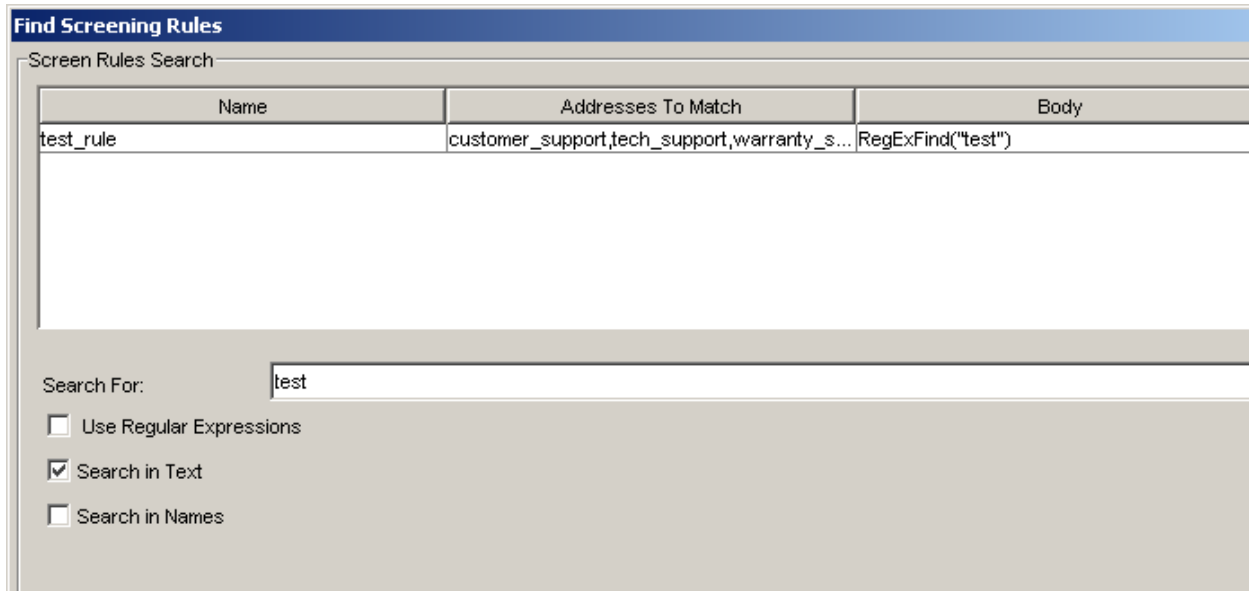 Find Screening Rules
Screen Rules Search
Name Addresses To Match Body
test_rule customer_support,tech_support,warranty_s... RegExFind("test")
Search For: test
Use Regular Expressions
Search in Text
Search in Names